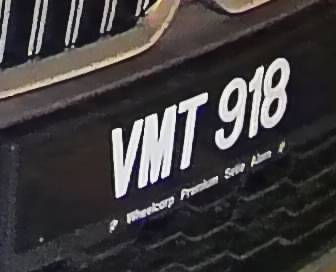 VMT 918
Wheelcorp Premium Setia Alam